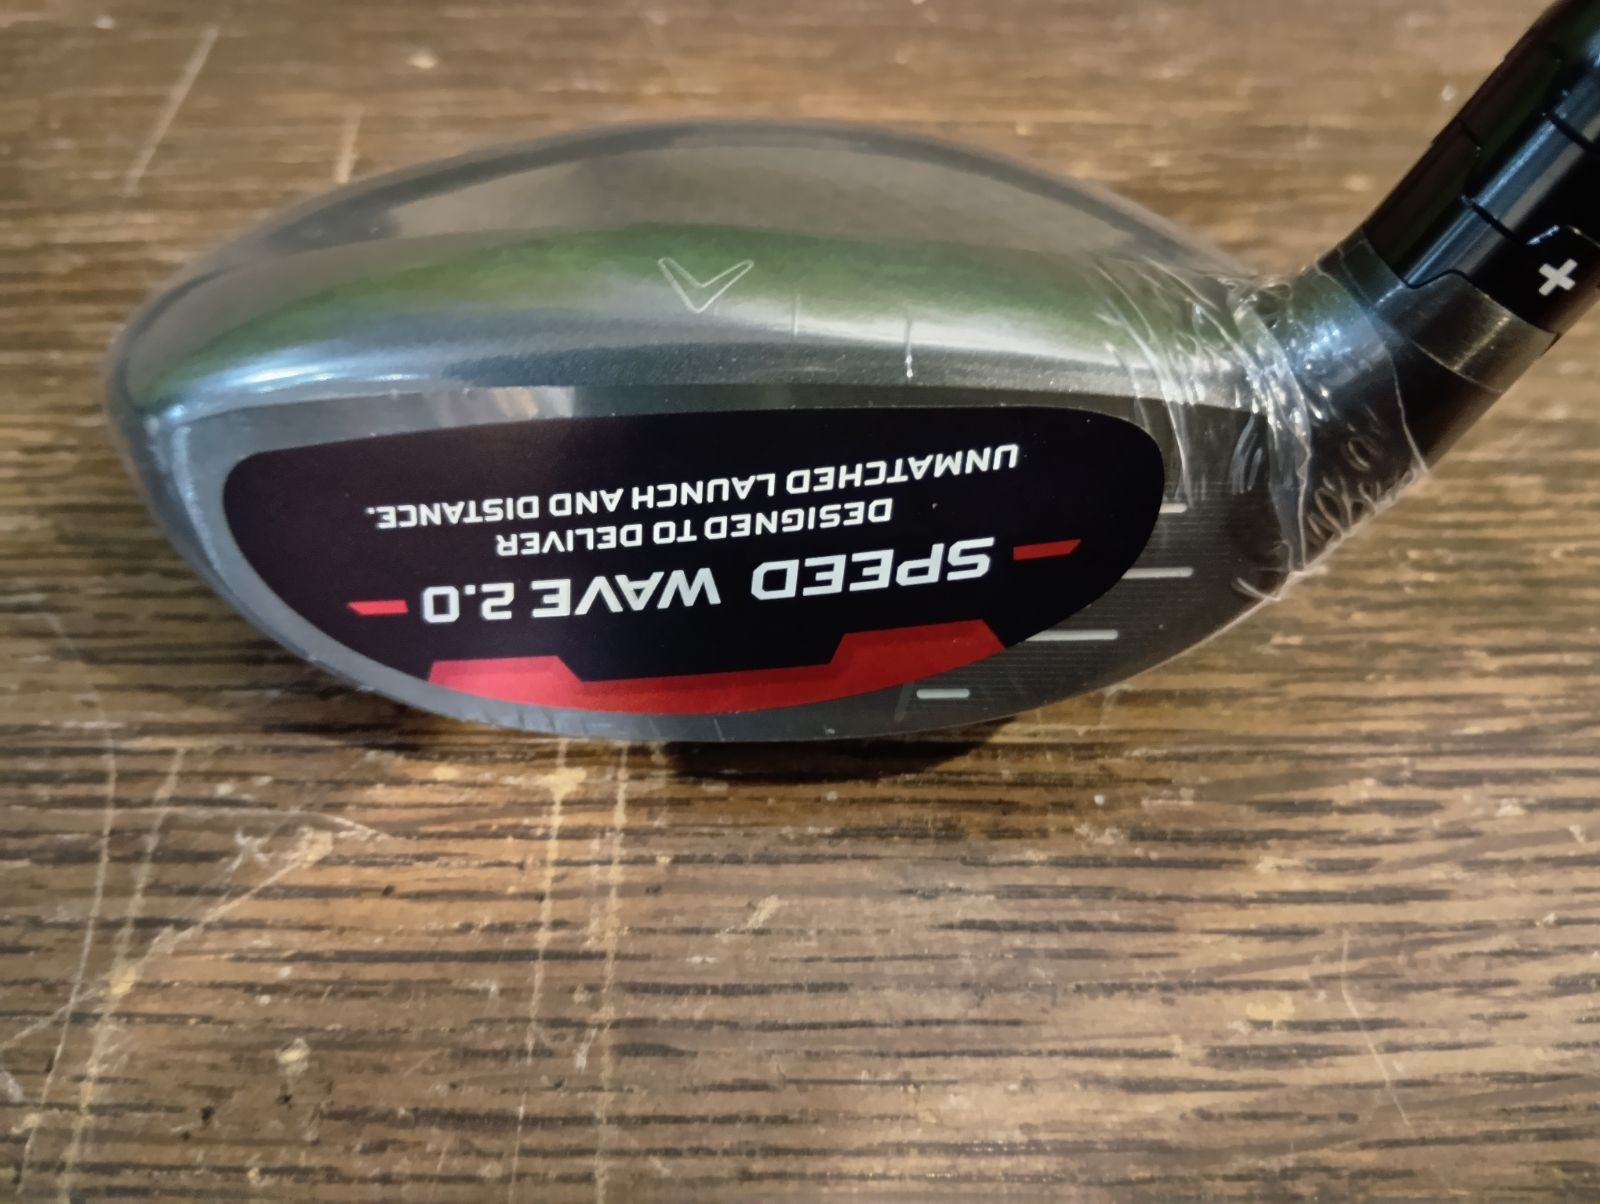 SPEED WAVE 2.0
DESIGNED TO DELIVER
UNMATCHED LAUNCH AND DISTANCE.
+